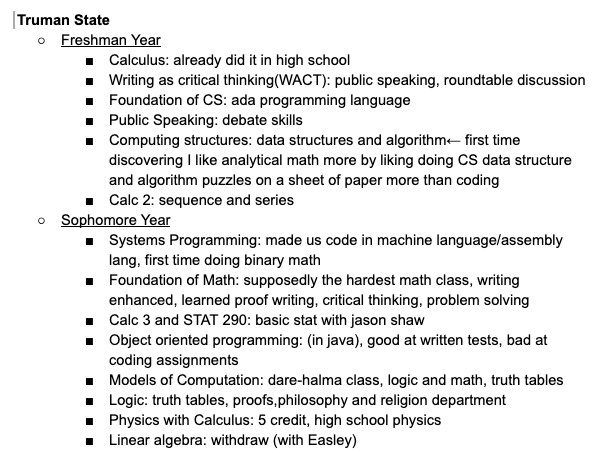 Truman State
○ Freshman Year
■ Calculus: already did it in high school
■ Writing as critical thinking(WACT): public speaking, roundtable discussion
■ Foundation of CS: ada programming language
■ Public Speaking: debate skills
■ Computing structures: data structures and algorithm← first time
discovering I like analytical math more by liking doing CS data structure
and algorithm puzzles on a sheet of paper more than coding
■ Calc 2: sequence and series
○ Sophomore Year
■ Systems Programming: made us code in machine language/assembly
lang, first time doing binary math
■ Foundation of Math: supposedly the hardest math class, writing
enhanced, learned proof writing, critical thinking, problem solving
■ Calc 3 and STAT 290: basic stat with jason shaw
■ Object oriented programming: (in java), good at written tests, bad at
coding assignments
■ Models of Computation: dare-halma class, logic and math, truth tables
■ Logic: truth tables, proofs,philosophy and religion department
■ Physics with Calculus: 5 credit, high school physics
■ Linear algebra: withdraw (with Easley)